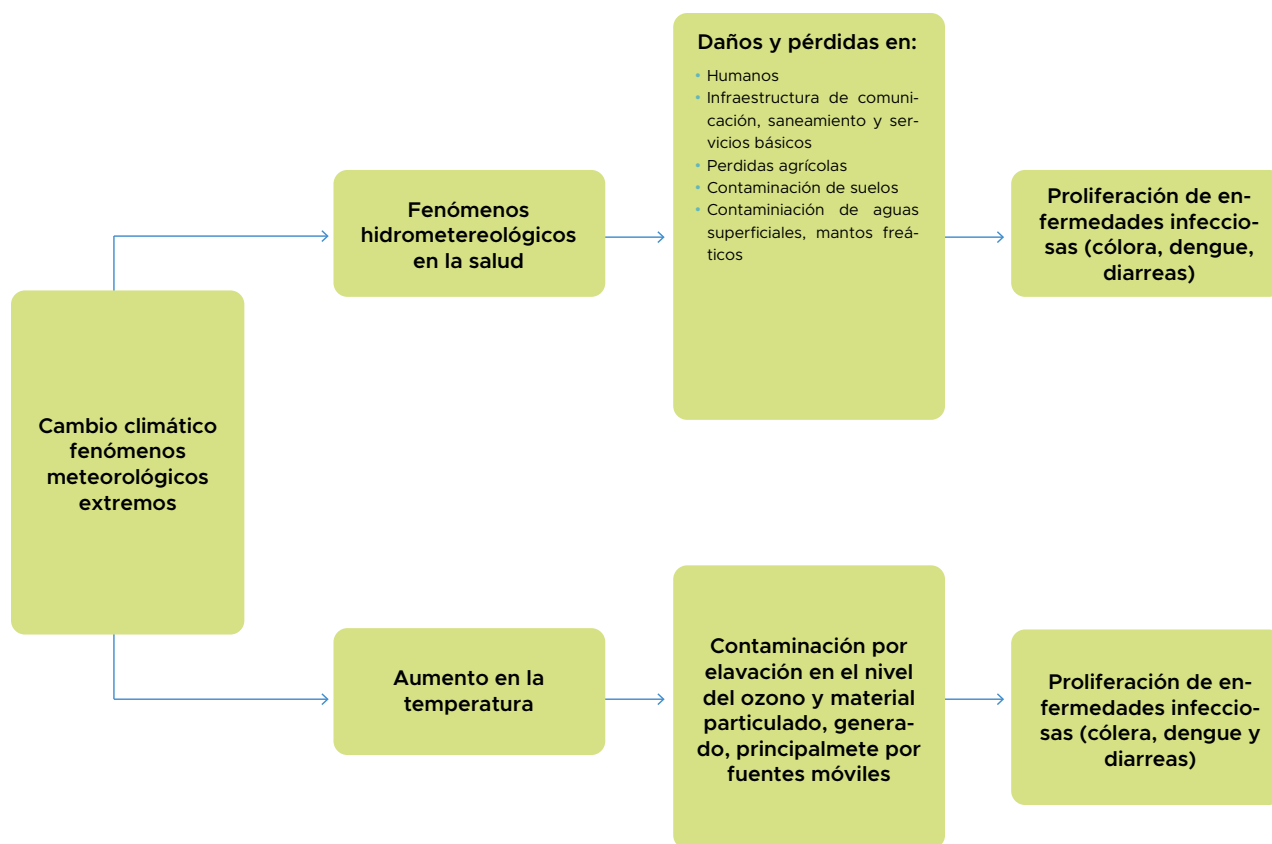 Daños y pérdidas en:
• Humanos
• Infraestructura de comuni-
cación, saneamiento y ser-
vicios básicos
• Perdidas agrícolas
• Contaminación de suelos
• Contaminiación de aguas
superficiales, mantos freá-
ticos
Fenómenos
hidrometereológicos
en la salud
Proliferación de en-
fermedades infeccio-
sas (cólora, dengue,
diarreas)
Cambio climático
fenómenos
meteorológicos
extremos
Aumento en la
temperatura
Contaminación por
elavación en el nivel
del ozono y material
particulado, genera-
do, principalmete por
fuentes móviles
Proliferación de en-
fermedades infeccio-
sas (cólera, dengue y
diarreas)